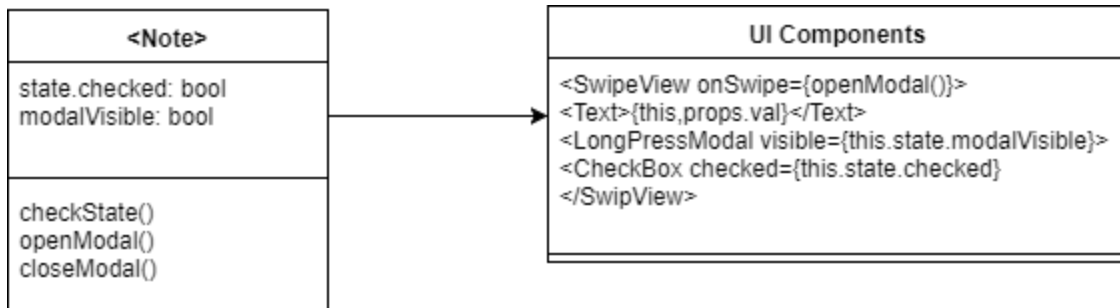 <Note>
state.checked: bool
modalVisible: bool
checkState()
openModal()
closeModal()
UI Components
<SwipeView onSwipe={openModal()}>
<Text>{this,props.val}</Text>
<LongPressModal visible={this.state.modalVisible}>
<CheckBox checked={this.state.checked}
</SwipView>